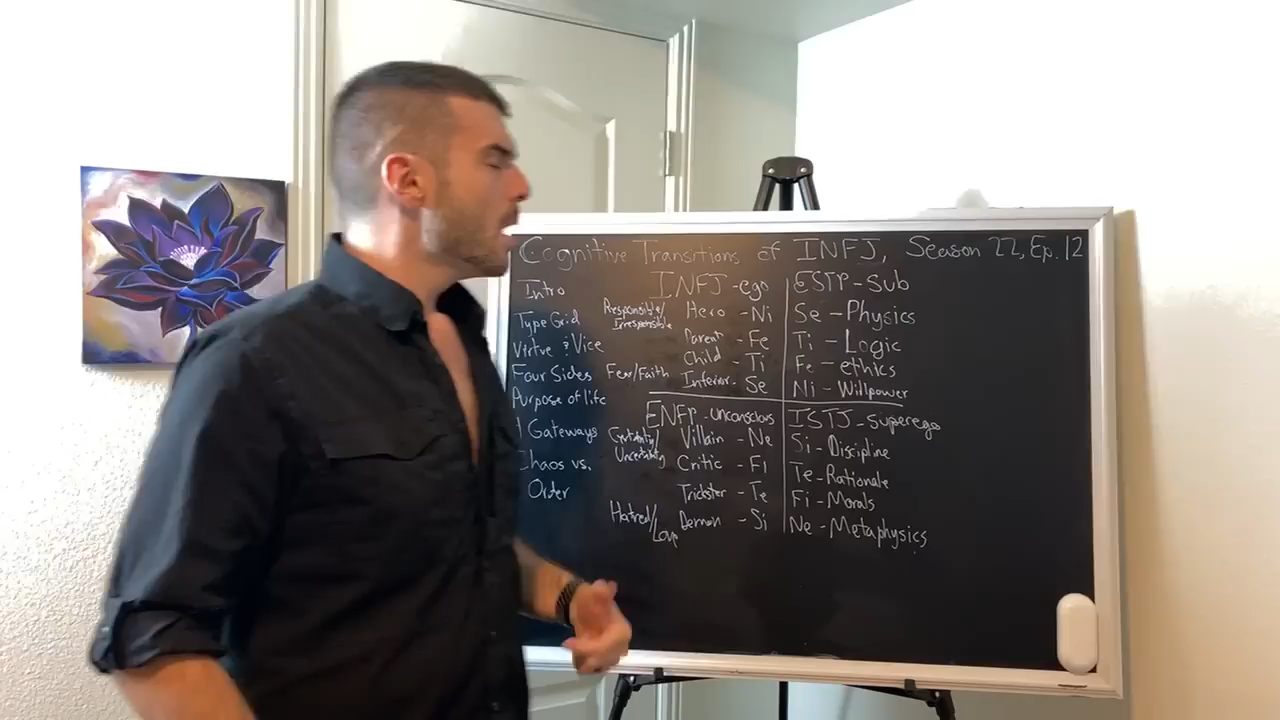 Cognitive Transitions of INFJ, Season 22, Ep. 12
Intro
Type Grid
Virtue & Vice
Four Sides
Purpose of life
Gateways
Chaos vs.
Order
INFJ - ego
Responsible/ Hero - Ni
Irresponsible
Parent - Fe
Child - Ti
Fear/Faith Inferior - Se
ESTP - Sub
Se - Physics
Ti - Logic
Fe - ethics
Ni - Willpower
ENFP - unconscious
Certainty/ Villain - Ne
Uncertainty
Critic - Fi
Trickster - Te
Hatred/ Demon - Si
Love
ISTJ - Superego
Si - Discipline
Te - Rationale
Fi - Morals
Ne - Metaphysics